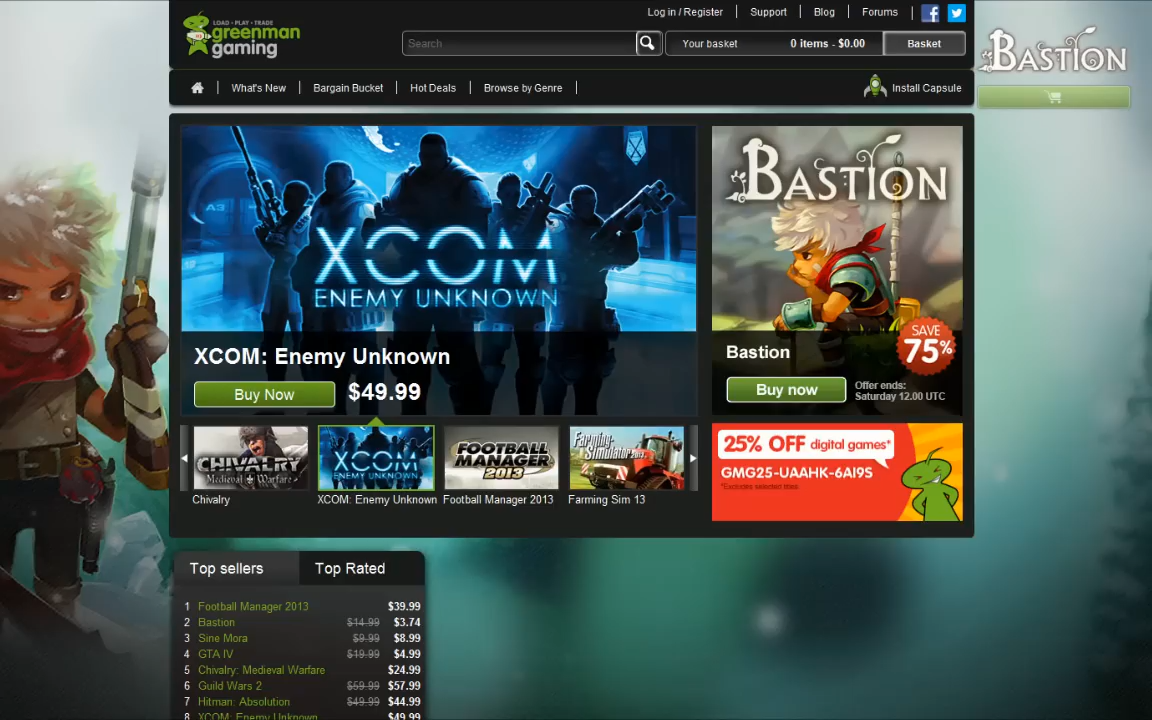 Log in / Register
Support
Blog
Forums
LOAD • PLAY • TRADE
greenman
gaming
Search
Your basket
0 items - $0.00
Basket
What's New
Bargain Bucket
Hot Deals
Browse by Genre
Install Capsule
BASTION
A3
XCOM
ENEMY UNKNOWN
XCOM: Enemy Unknown
Buy Now
$49.99
BASTION
SAVE
75%
Bastion
Buy now
Offer ends:
Saturday 12.00 UTC
CHIVALRY
Medieval Warfare
XCOM
ENEMY UNKNOWN
FOOTBALL
MANAGER
2013
Farming
Simulator 2013
Chivalry
XCOM: Enemy Unknown
Football Manager 2013
Farming Sim 13
25% OFF digital games*
GMG25-UAAHK-6AI9S
*Excludes selected titles
Top sellers
Top Rated
1 Football Manager 2013 $39.99
2 Bastion $14.99 $3.74
3 Sine Mora $9.99 $8.99
4 GTA IV $19.99 $4.99
5 Chivalry: Medieval Warfare $24.99
6 Guild Wars 2 $59.99 $57.99
7 Hitman: Absolution $49.99 $44.99
8 XCOM: Enemy Unknown $49.99